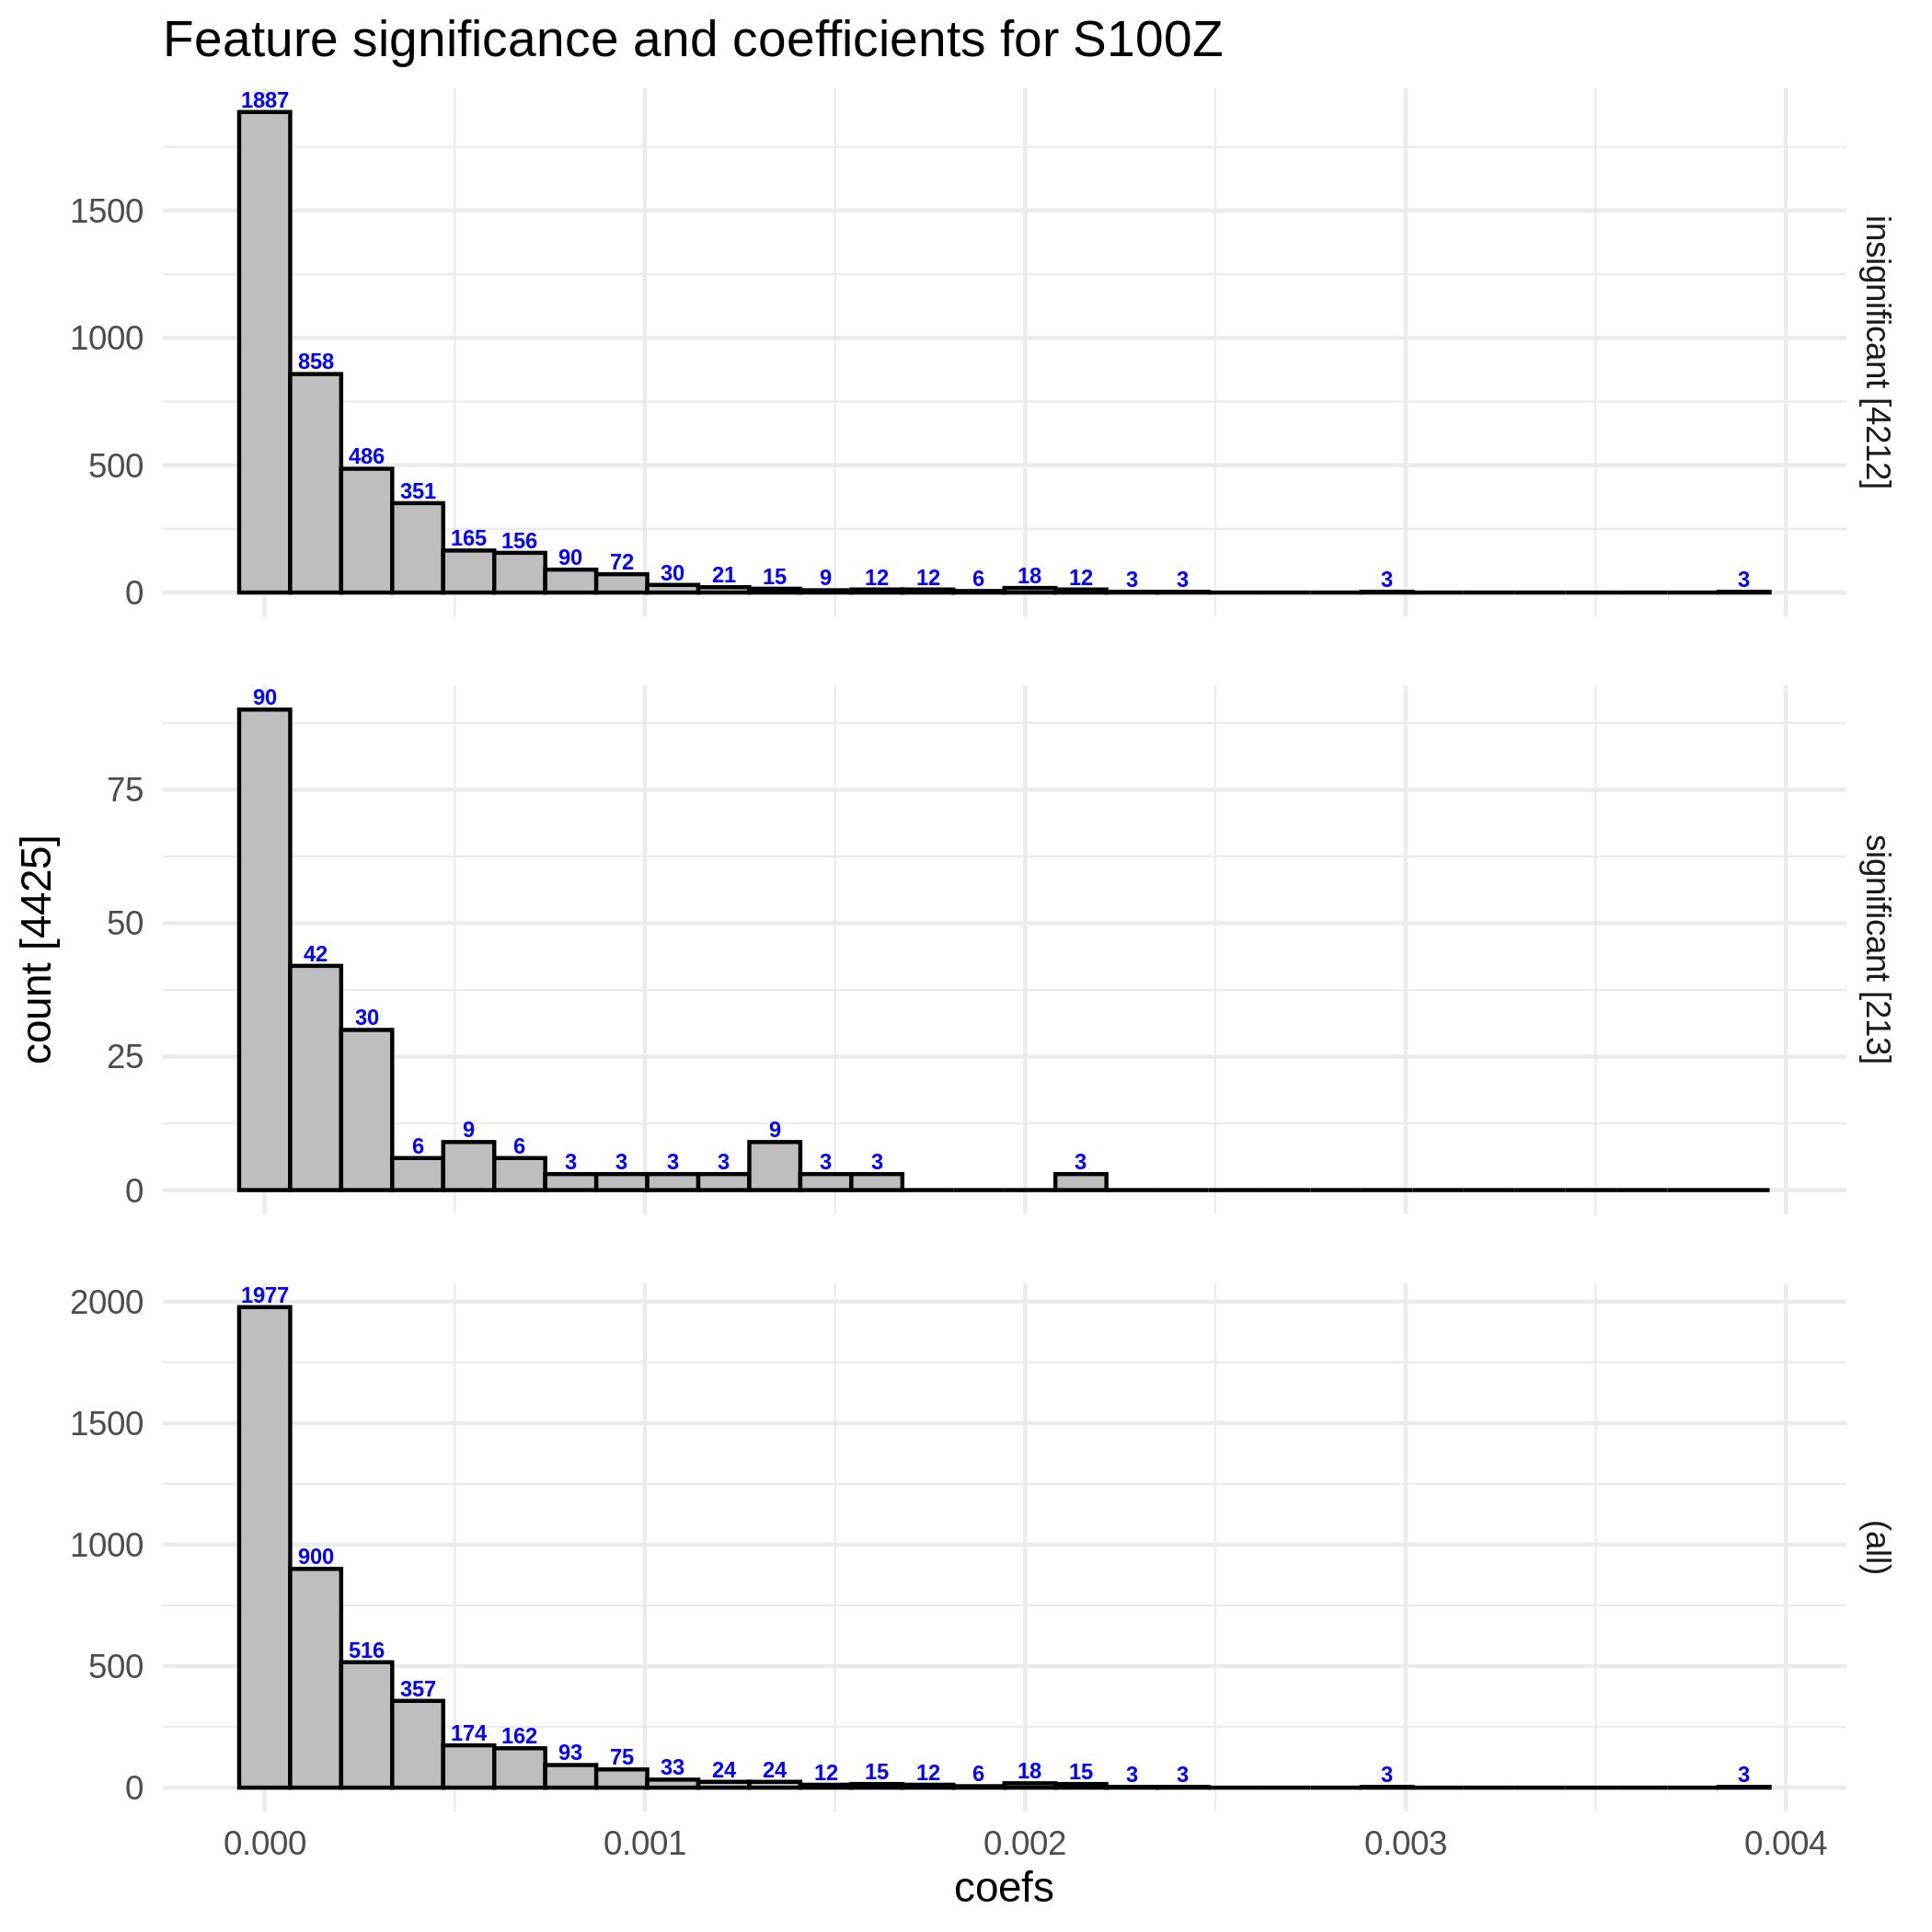 Feature significance and coefficients for S100Z
1887
858
486
351
165 156 90 72 30 21 15 9 12 12 6 18 12 3 3 3 3
1500
1000
500
0
insignificant [4212]
90
42
30
6 9 6 3 3 3 3 9 3 3 3
75
50
25
0
significant [213]
count [4425]
1977
900
516
357
174 162 93 75 33 24 24 12 15 12 6 18 15 3 3 3 3
2000
1500
1000
500
0
(all)
0.000 0.001 0.002 0.003 0.004
coefs